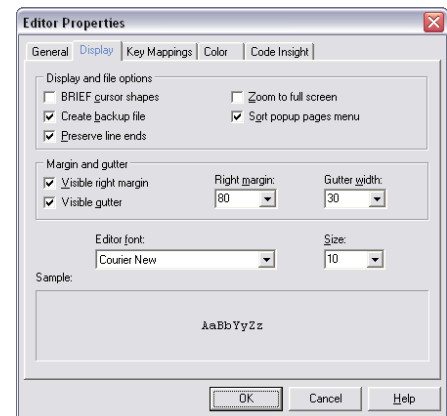 Editor Properties
General Display Key Mappings Color Code Insight
Display and file options
BRIEF cursor shapes Zoom to full screen
Create backup file Sort popup pages menu
Preserve line ends
Margin and gutter
Visible right margin Right margin: Gutter width:
Visible gutter 80 30
Editor font: Size:
Courier New 10
Sample:
AaBbYyZz
OK Cancel Help